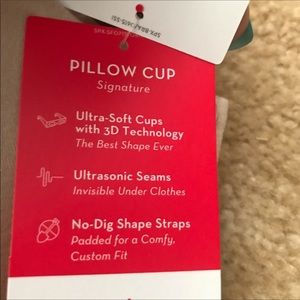 PILLOW CUP
Signature
Ultra-Soft Cups
with 3D Technology
The Best Shape Ever
Ultrasonic Seams
Invisible Under Clothes
No-Dig Shape Straps
Padded for a Comfy,
Custom Fit